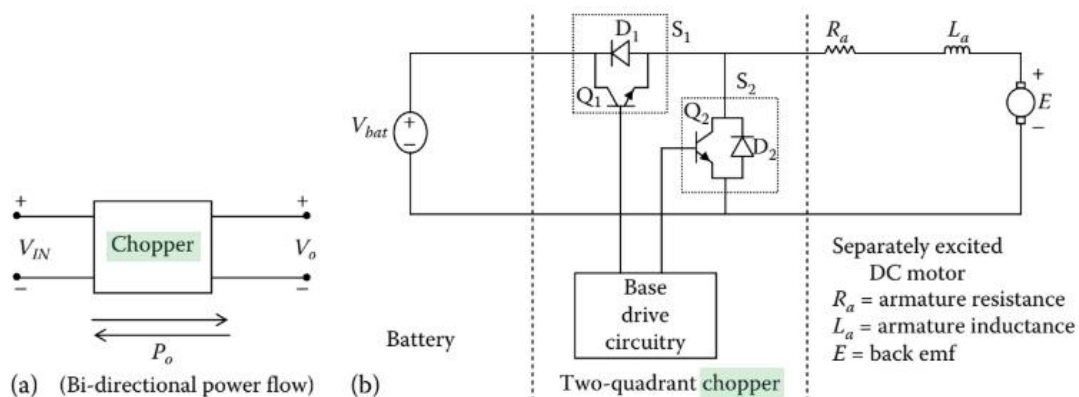 +
V_IN
−
Chopper
+
V_o
−
P_o
(a) (Bi-directional power flow)
(b)
V_bat
+
−
Battery
D_1
S_1
Q_1
S_2
Q_2
D_2
Base
drive
circuitry
Two-quadrant chopper
R_a
L_a
+
E
−
Separately excited
DC motor
R_a = armature resistance
L_a = armature inductance
E = back emf